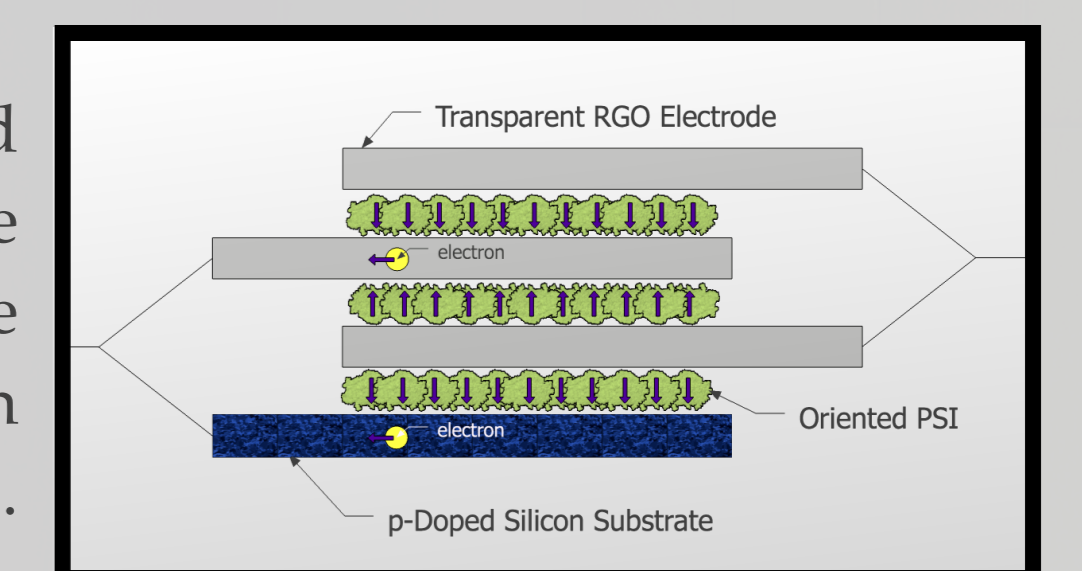 d
e
e
n
.
Transparent RGO Electrode
electron
electron
Oriented PSI
p-Doped Silicon Substrate